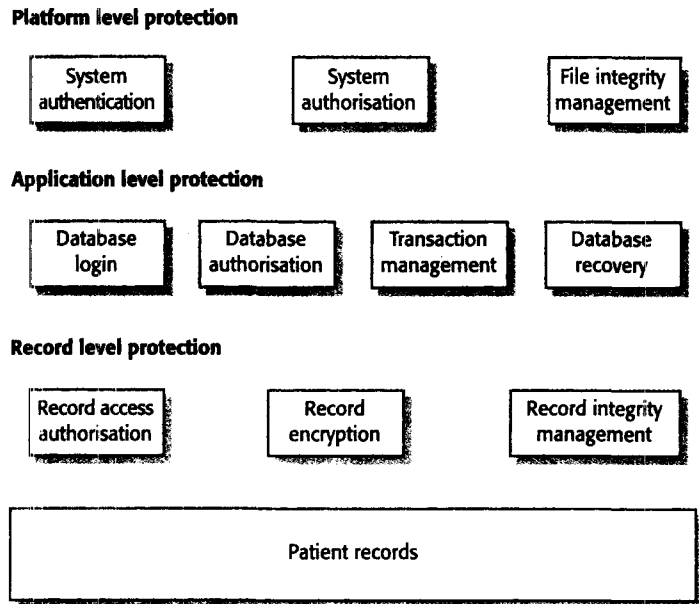 Platform level protection
System
authentication
System
authorisation
File integrity
management
Application level protection
Database
login
Database
authorisation
Transaction
management
Database
recovery
Record level protection
Record access
authorisation
Record
encryption
Record integrity
management
Patient records